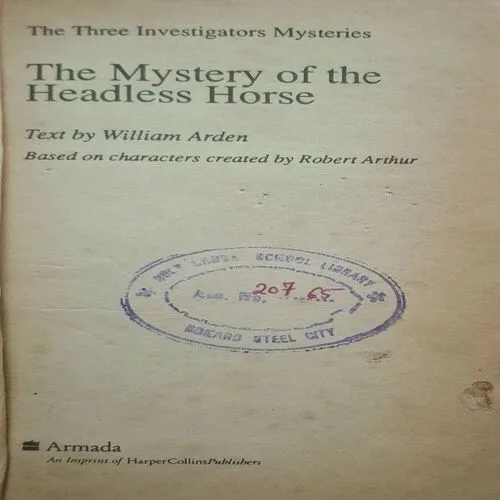 The Three Investigators Mysteries
The Mystery of the
Headless Horse
Text by William Arden
Based on characters created by Robert Arthur
SCHOOL LIBRARY
207 65
BOKARO STEEL CITY
Armada
An Imprint of HarperCollinsPublishers